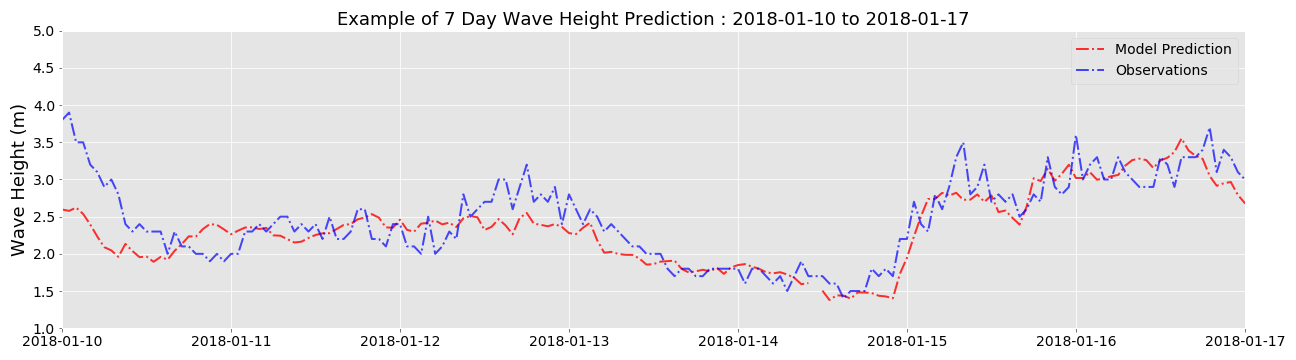 Example of 7 Day Wave Height Prediction : 2018-01-10 to 2018-01-17
5.0
4.5
4.0
3.5
3.0
2.5
2.0
1.5
1.0
Wave Height (m)
Model Prediction
Observations
2018-01-10 2018-01-11 2018-01-12 2018-01-13 2018-01-14 2018-01-15 2018-01-16 2018-01-17